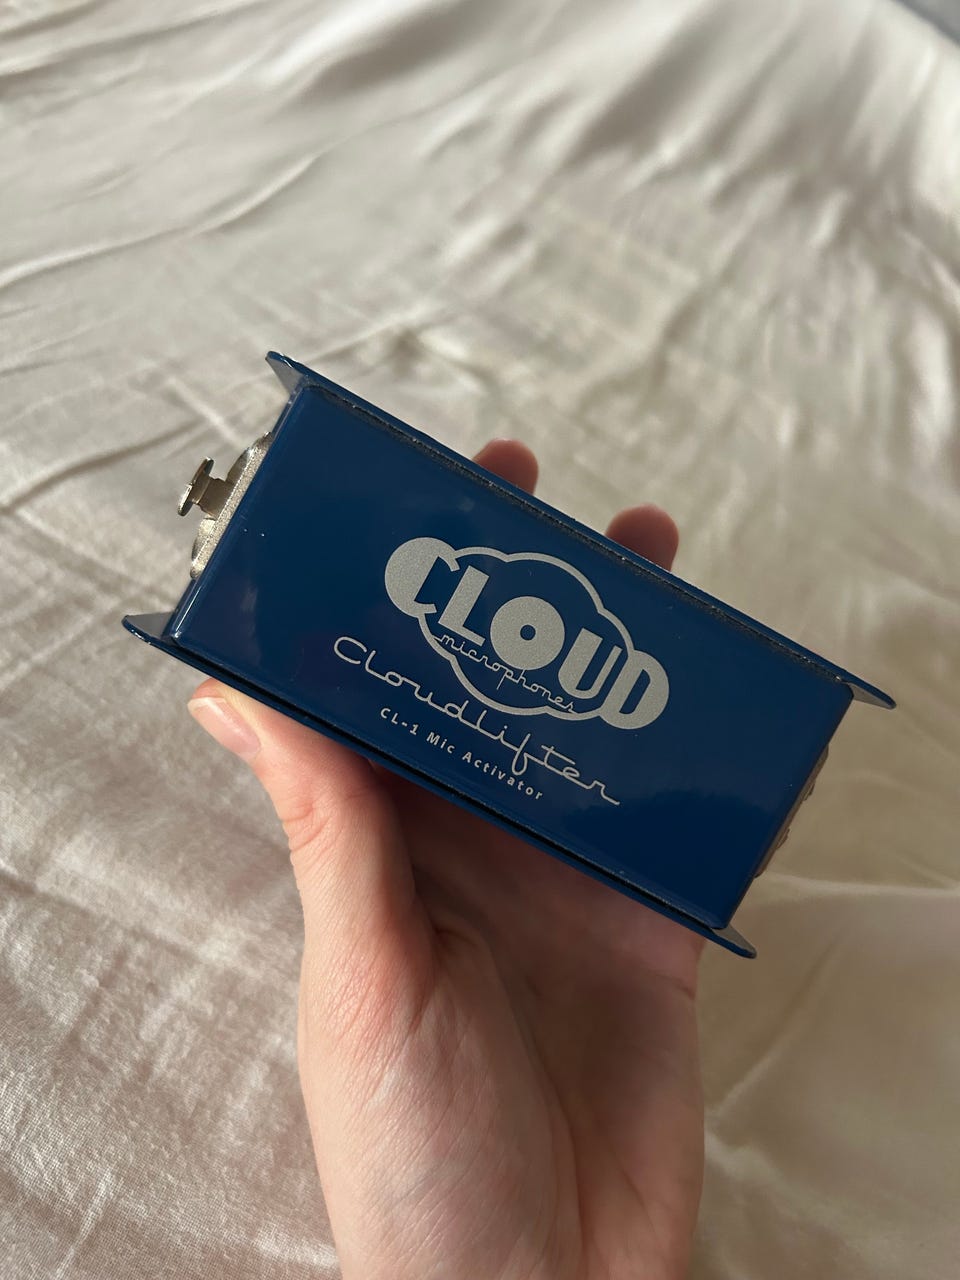 CLOUD
microphones
Cloudlifter
CL-1 Mic Activator